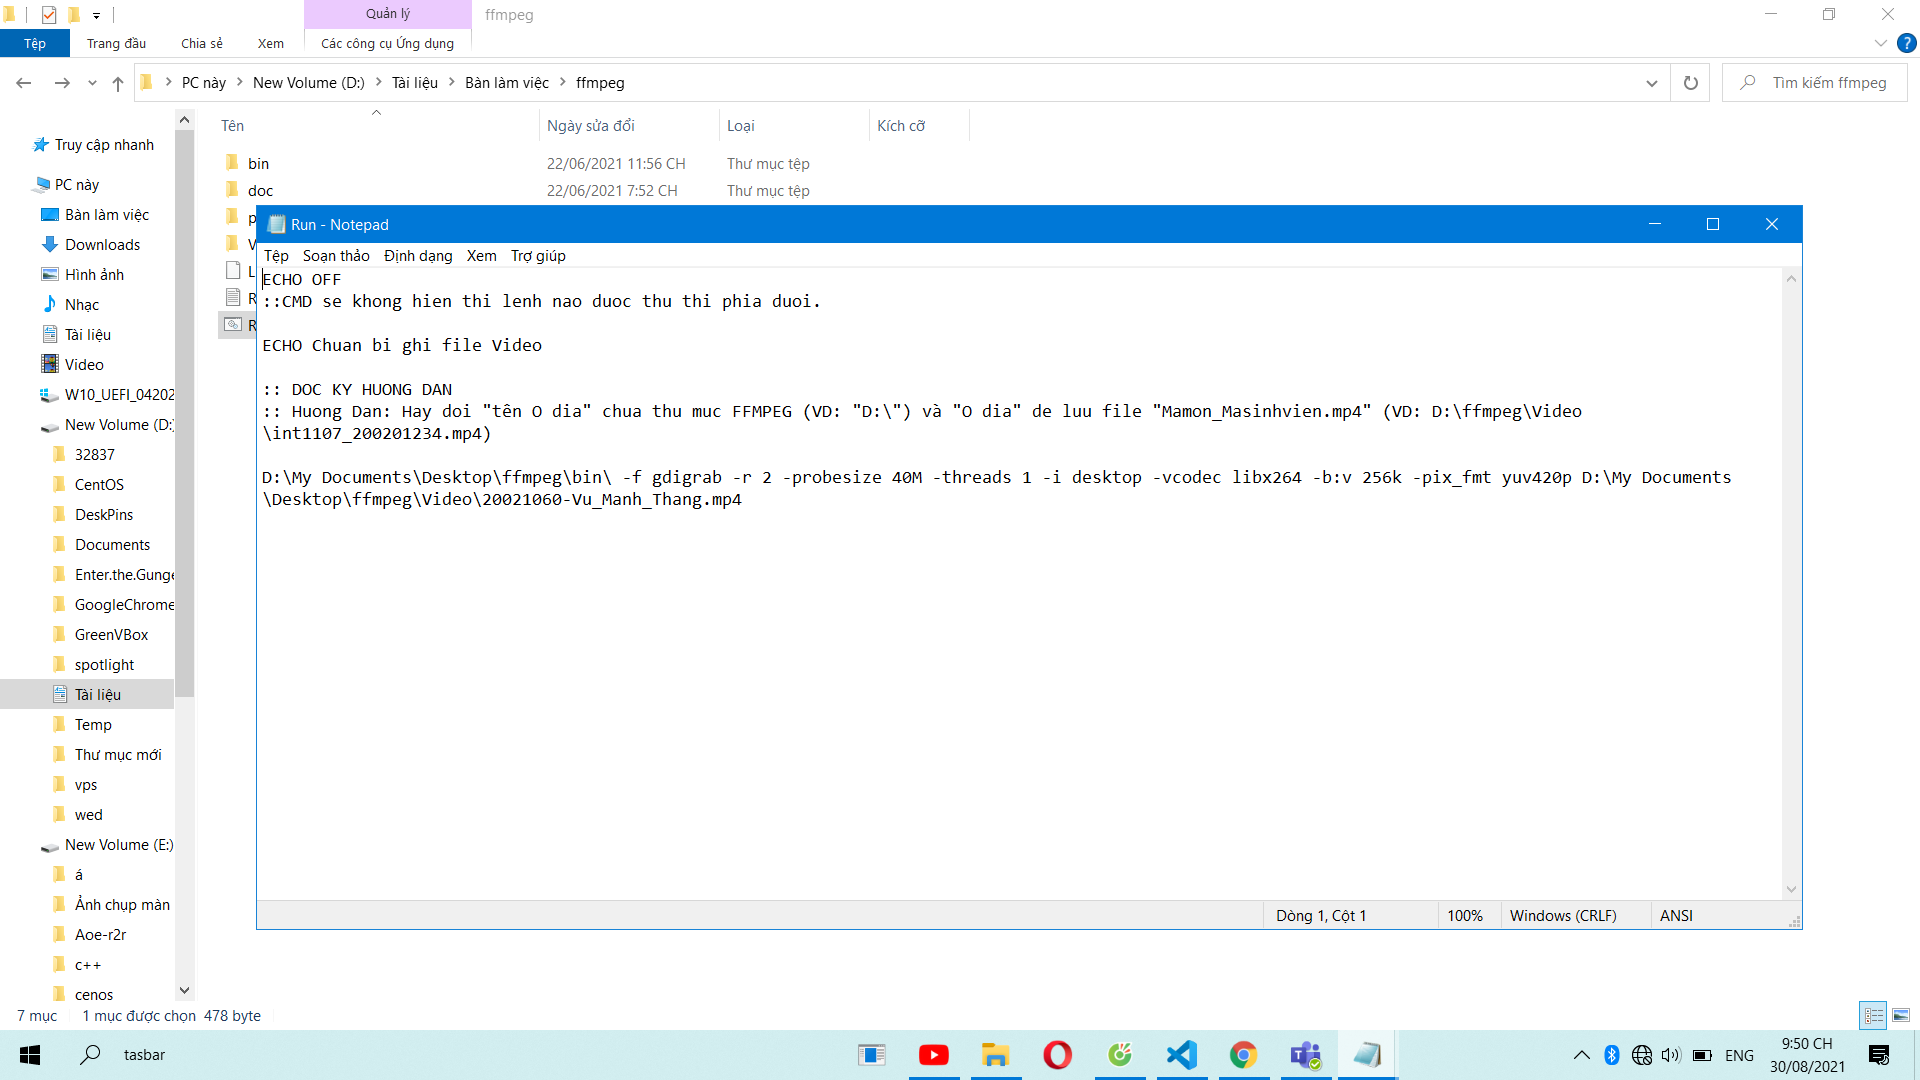 Quản lý
ffmpeg
Tệp
Trang đầu
Chia sẻ
Xem
Các công cụ Ứng dụng
?
PC này
New Volume (D:)
Tài liệu
Bàn làm việc
ffmpeg
Tìm kiếm ffmpeg
Tên
Ngày sửa đổi
Loại
Kích cỡ
bin
22/06/2021 11:56 CH
Thư mục tệp
doc
22/06/2021 7:52 CH
Thư mục tệp
p
V
L
R
R
Truy cập nhanh
PC này
Bàn làm việc
Downloads
Hình ảnh
Nhạc
Tài liệu
Video
W10_UEFI_04202
New Volume (D:)
32837
CentOS
DeskPins
Documents
Enter.the.Gunge
GoogleChrome
GreenVBox
spotlight
Tài liệu
Temp
Thư mục mới
vps
wed
New Volume (E:)
á
Ảnh chụp màn
Aoe-r2r
c++
cenos
Run - Notepad
Tệp
Soạn thảo
Định dạng
Xem
Trợ giúp
ECHO OFF
::CMD se khong hien thi lenh nao duoc thu thi phia duoi.
ECHO Chuan bi ghi file Video
:: DOC KY HUONG DAN
:: Huong Dan: Hay doi "tên O dia" chua thu muc FFMPEG (VD: "D:\") và "O dia" de luu file "Mamon_Masinhvien.mp4" (VD: D:\ffmpeg\Video
\int1107_200201234.mp4)
D:\My Documents\Desktop\ffmpeg\bin\ -f gdigrab -r 2 -probesize 40M -threads 1 -i desktop -vcodec libx264 -b:v 256k -pix_fmt yuv420p D:\My Documents
\Desktop\ffmpeg\Video\20021060-Vu_Manh_Thang.mp4
Dòng 1, Cột 1
100%
Windows (CRLF)
ANSI
7 mục
1 mục được chọn
478 byte
tasbar
ENG
9:50 CH
30/08/2021